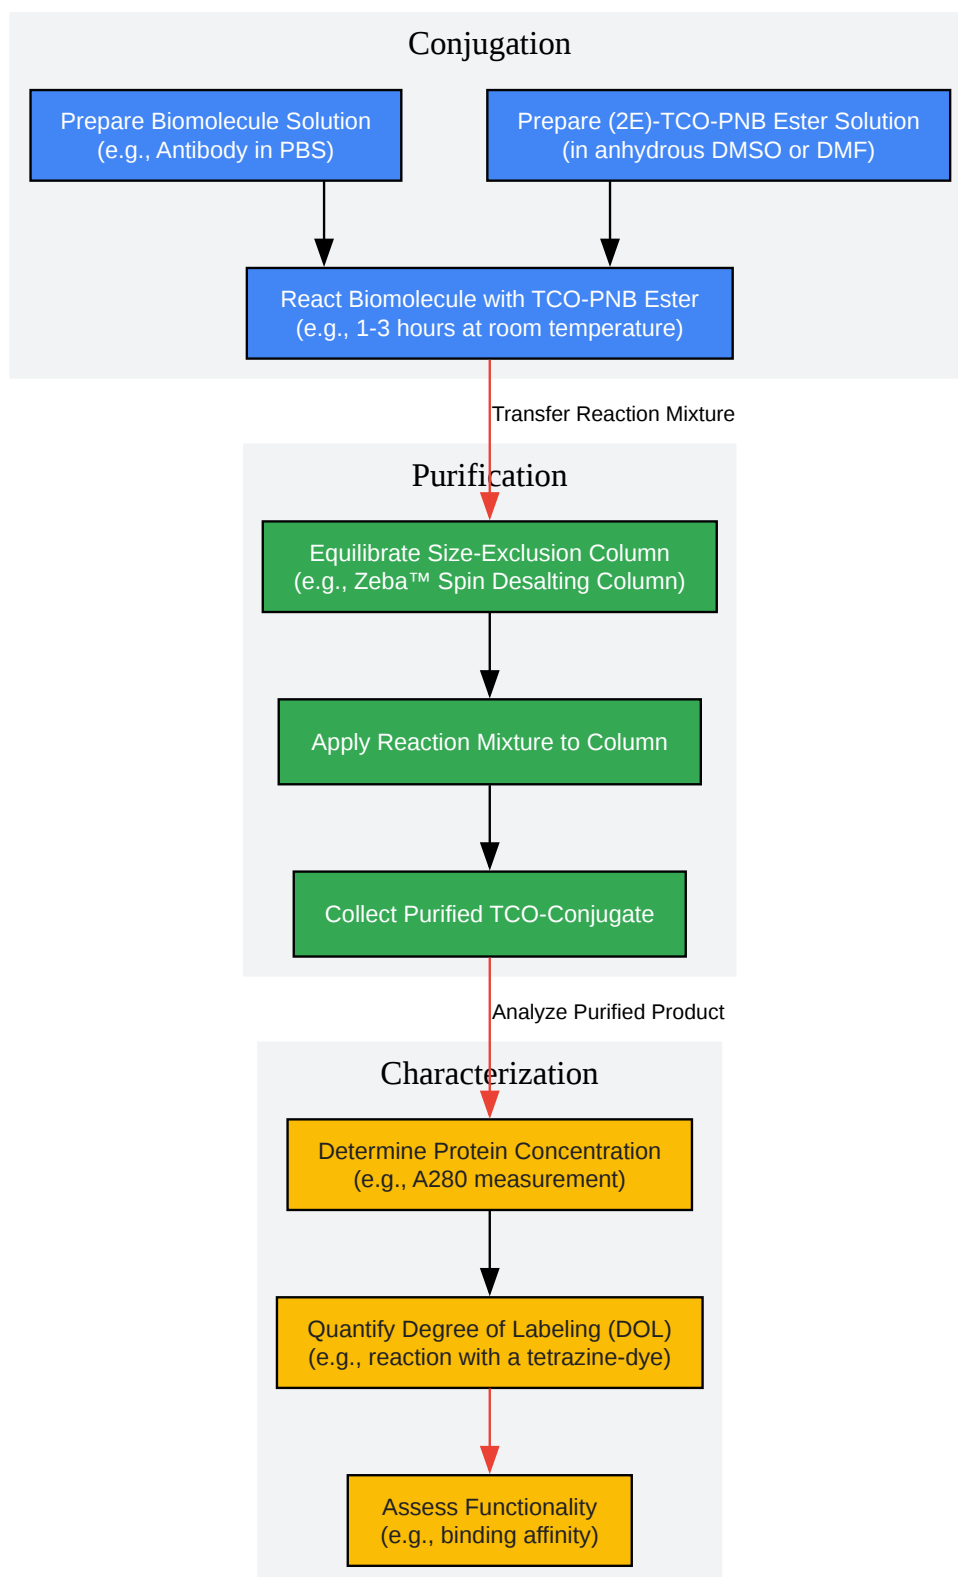 Conjugation
Prepare Biomolecule Solution
(e.g., Antibody in PBS)
Prepare (2E)-TCO-PNB Ester Solution
(in anhydrous DMSO or DMF)
React Biomolecule with TCO-PNB Ester
(e.g., 1-3 hours at room temperature)
Transfer Reaction Mixture
Purification
Equilibrate Size-Exclusion Column
(e.g., Zeba™ Spin Desalting Column)
Apply Reaction Mixture to Column
Collect Purified TCO-Conjugate
Analyze Purified Product
Characterization
Determine Protein Concentration
(e.g., A280 measurement)
Quantify Degree of Labeling (DOL)
(e.g., reaction with a tetrazine-dye)
Assess Functionality
(e.g., binding affinity)